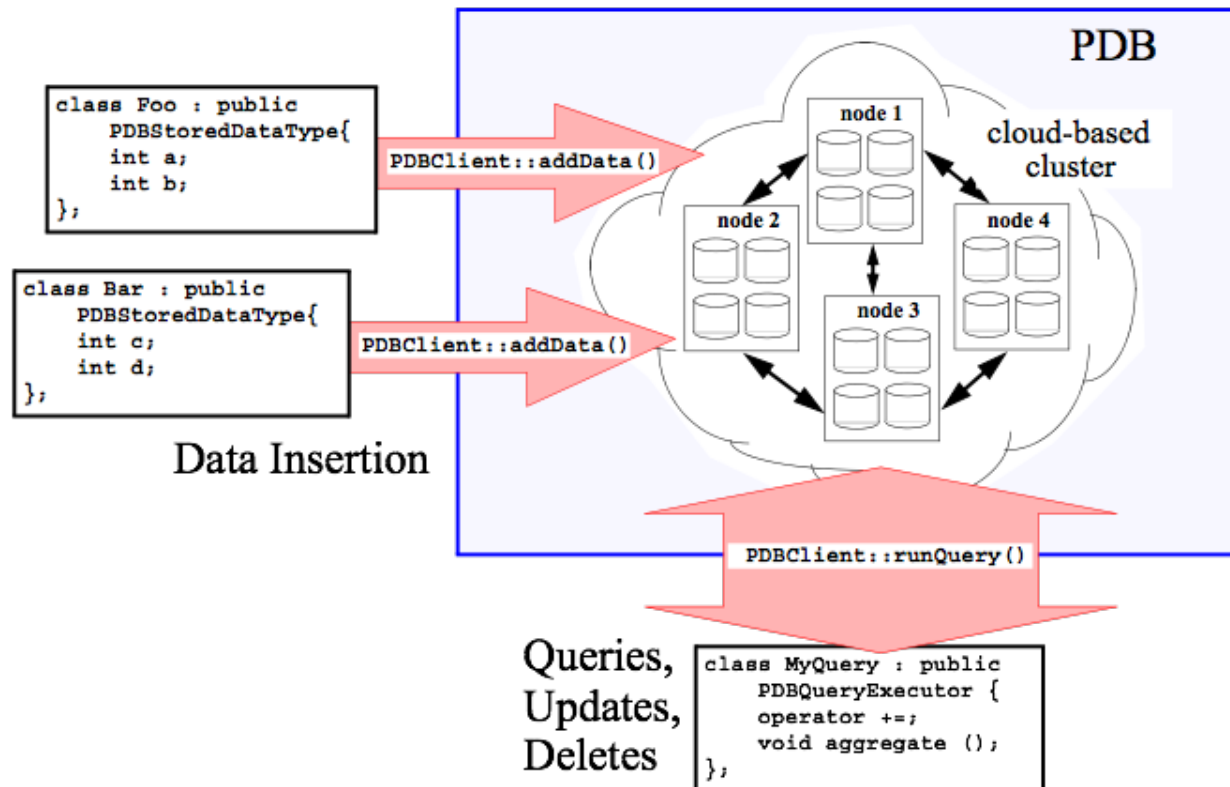 PDB
cloud-based
cluster
class Foo : public
PDBStoredDataType{
int a;
int b;
};
PDBClient::addData()
node 1
node 2
node 4
node 3
class Bar : public
PDBStoredDataType{
int c;
int d;
};
PDBClient::addData()
Data Insertion
PDBClient::runQuery()
Queries,
Updates,
Deletes
class MyQuery : public
PDBQueryExecutor {
operator +=;
void aggregate ();
};